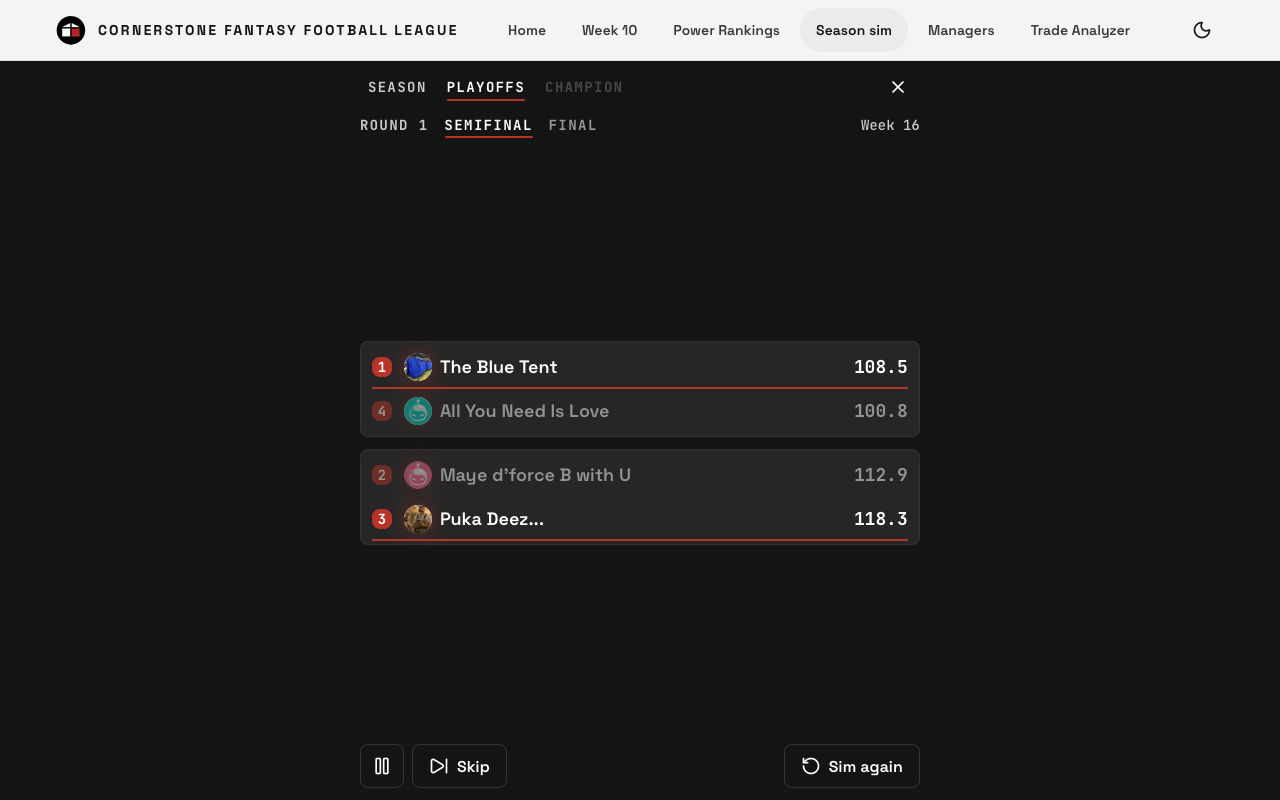 CORNERSTONE FANTASY FOOTBALL LEAGUE Home Week 10 Power Rankings Season sim Managers Trade Analyzer
SEASON PLAYOFFS CHAMPION
ROUND 1 SEMIFINAL FINAL Week 16
1 The Blue Tent 108.5
4 All You Need Is Love 100.8
2 Maye d'force B with U 112.9
3 Puka Deez... 118.3
Skip Sim again